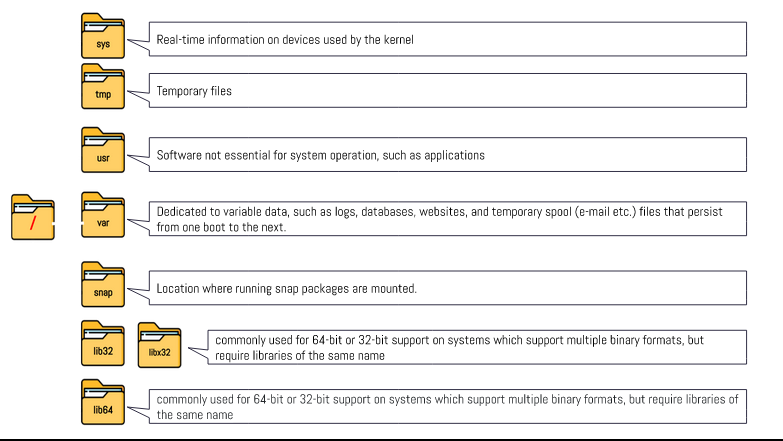 sys
Real-time information on devices used by the kernel
tmp
Temporary files
usr
Software not essential for system operation, such as applications
/
var
Dedicated to variable data, such as logs, databases, websites, and temporary spool (e-mail etc.) files that persist
from one boot to the next.
snap
Location where running snap packages are mounted.
lib32
libx32
commonly used for 64-bit or 32-bit support on systems which support multiple binary formats, but
require libraries of the same name
lib64
commonly used for 64-bit or 32-bit support on systems which support multiple binary formats, but require libraries of
the same name